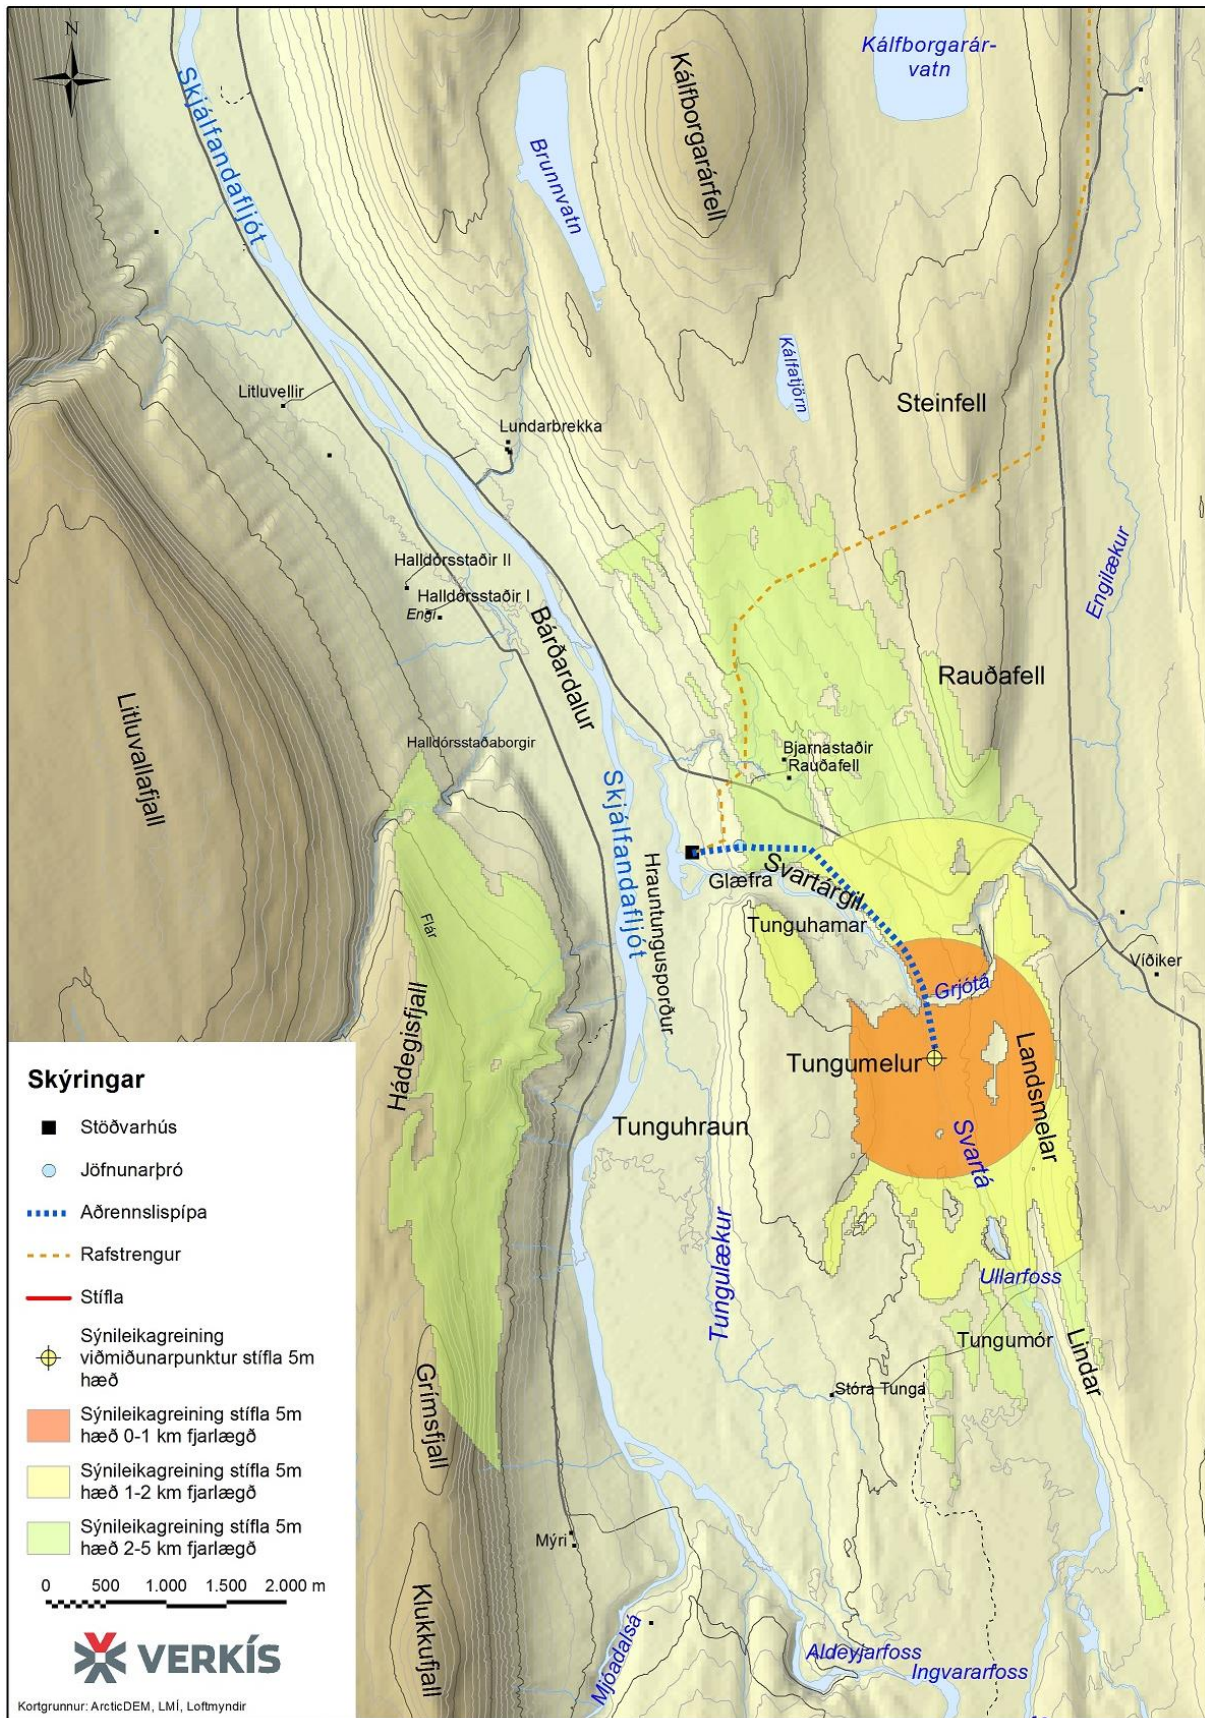 N
Kálfborgarár-
vatn
Skjálfandafljót
Brunnvatn
Kálfborgarárfell
Kálfatjörn
Litluvellir
Steinfell
Lundarbrekka
Engilækur
Halldórsstaðir II
Halldórsstaðir I
Engi
Bárðardalur
Rauðafell
Litluvallafjall
Halldórsstaðaborgir
Bjarnastaðir
Rauðafell
Skjálfandafljót
Hrauntungusporður
Glæfra
Svartárgil
Flár
Tunguhamar
Víðiker
Grjótá
Hádegisfjall
Tungumelur
Landsmelar
Tunguhraun
Svartá
Tungulækur
Ullarfoss
Tungumór
Lindar
Grímsfjall
Stóra Tunga
Mýri
Klukkufjall
Mjóadalsá
Aldeyjarfoss
Ingvararfoss
Skýringar
Stöðvarhús
Jöfnunarþró
Aðrennslispípa
Rafstrengur
Stífla
Sýnileikagreining
viðmiðunarpunktur stífla 5m
hæð
Sýnileikagreining stífla 5m
hæð 0-1 km fjarlægð
Sýnileikagreining stífla 5m
hæð 1-2 km fjarlægð
Sýnileikagreining stífla 5m
hæð 2-5 km fjarlægð
0 500 1.000 1.500 2.000 m
VERKÍS
Kortgrunnur: ArcticDEM, LMÍ, Loftmyndir